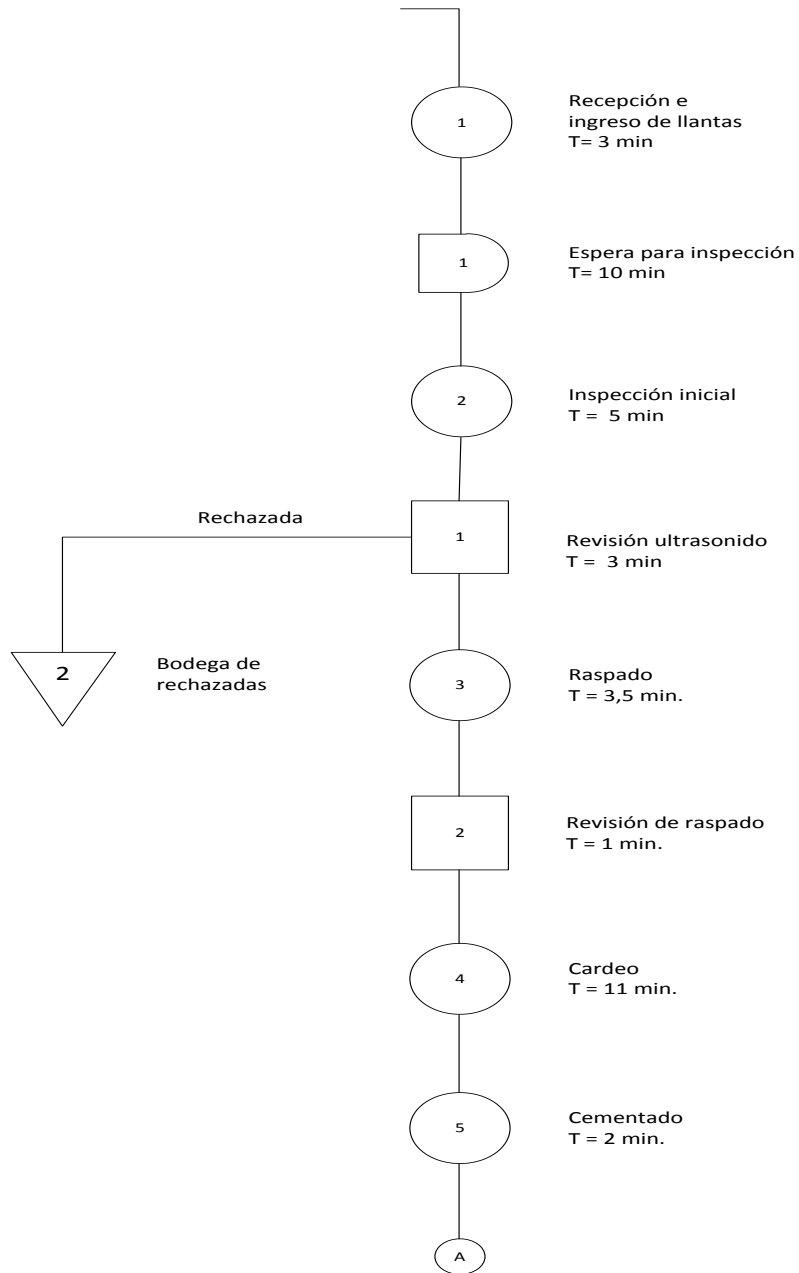 1
Recepción e
ingreso de llantas
T= 3 min
1
Espera para inspección
T= 10 min
2
Inspección inicial
T = 5 min
Rechazada
1
Revisión ultrasonido
T = 3 min
2
Bodega de
rechazadas
3
Raspado
T = 3,5 min.
2
Revisión de raspado
T = 1 min.
4
Cardeo
T = 11 min.
5
Cementado
T = 2 min.
A